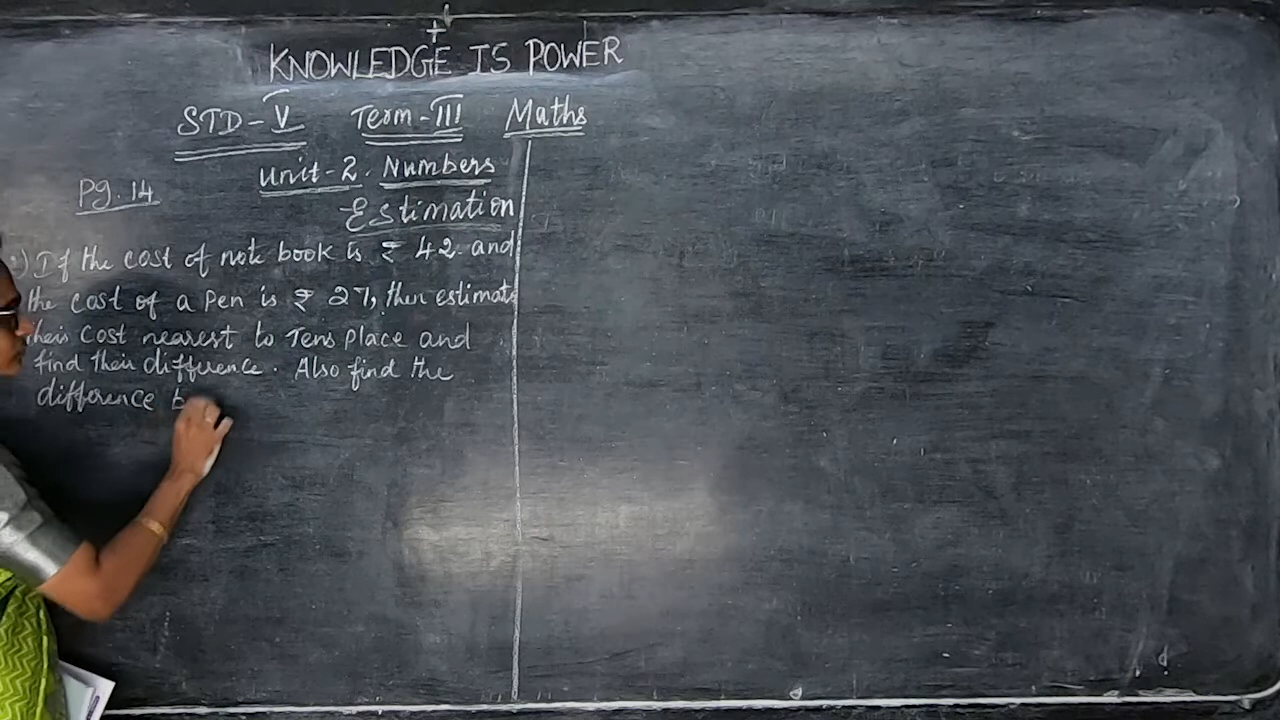 KNOWLEDGE IS POWER
STD-V Term-III Maths
Unit-2. Numbers
Pg. 14
Estimation
If the cost of note book is ₹ 42 and
the cost of a pen is ₹ 27, then estimate
their cost nearest to Tens Place and
find their difference. Also find the
difference b